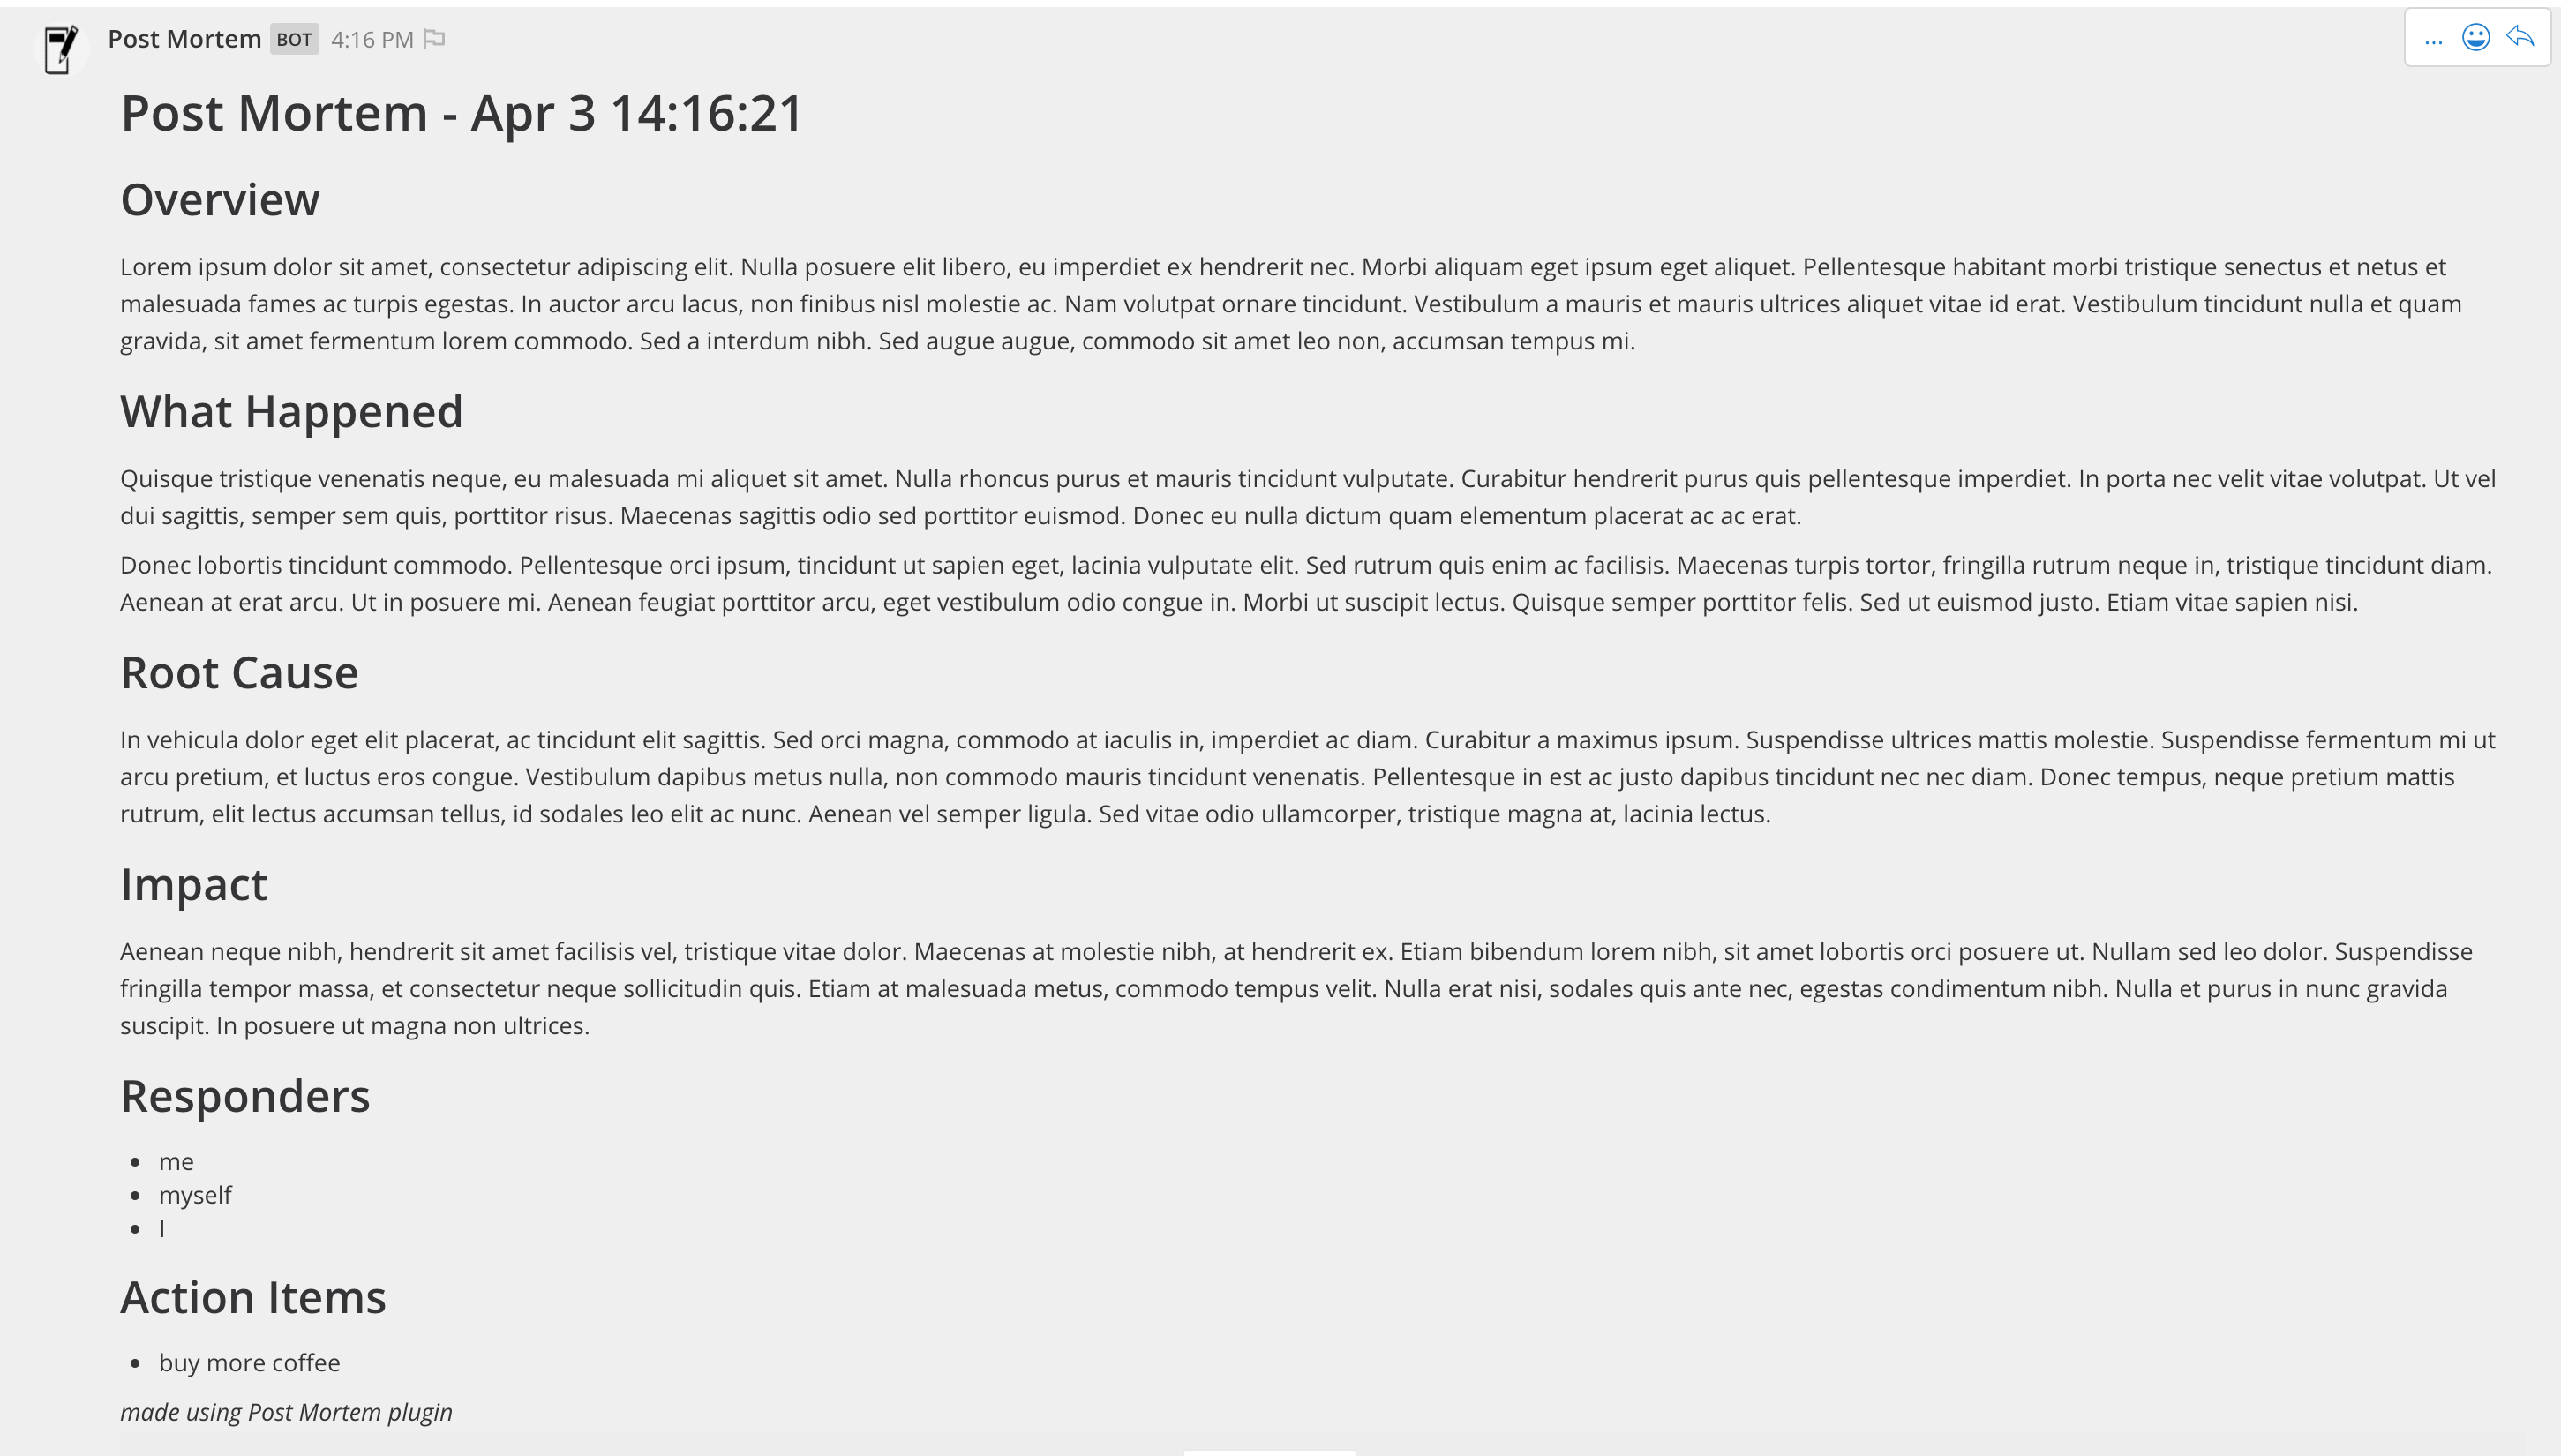 Post Mortem BOT 4:16 PM
...
Post Mortem - Apr 3 14:16:21
Overview
Lorem ipsum dolor sit amet, consectetur adipiscing elit. Nulla posuere elit libero, eu imperdiet ex hendrerit nec. Morbi aliquam eget ipsum eget aliquet. Pellentesque habitant morbi tristique senectus et netus et
malesuada fames ac turpis egestas. In auctor arcu lacus, non finibus nisl molestie ac. Nam volutpat ornare tincidunt. Vestibulum a mauris et mauris ultrices aliquet vitae id erat. Vestibulum tincidunt nulla et quam
gravida, sit amet fermentum lorem commodo. Sed a interdum nibh. Sed augue augue, commodo sit amet leo non, accumsan tempus mi.
What Happened
Quisque tristique venenatis neque, eu malesuada mi aliquet sit amet. Nulla rhoncus purus et mauris tincidunt vulputate. Curabitur hendrerit purus quis pellentesque imperdiet. In porta nec velit vitae volutpat. Ut vel
dui sagittis, semper sem quis, porttitor risus. Maecenas sagittis odio sed porttitor euismod. Donec eu nulla dictum quam elementum placerat ac ac erat.
Donec lobortis tincidunt commodo. Pellentesque orci ipsum, tincidunt ut sapien eget, lacinia vulputate elit. Sed rutrum quis enim ac facilisis. Maecenas turpis tortor, fringilla rutrum neque in, tristique tincidunt diam.
Aenean at erat arcu. Ut in posuere mi. Aenean feugiat porttitor arcu, eget vestibulum odio congue in. Morbi ut suscipit lectus. Quisque semper porttitor felis. Sed ut euismod justo. Etiam vitae sapien nisi.
Root Cause
In vehicula dolor eget elit placerat, ac tincidunt elit sagittis. Sed orci magna, commodo at iaculis in, imperdiet ac diam. Curabitur a maximus ipsum. Suspendisse ultrices mattis molestie. Suspendisse fermentum mi ut
arcu pretium, et luctus eros congue. Vestibulum dapibus metus nulla, non commodo mauris tincidunt venenatis. Pellentesque in est ac justo dapibus tincidunt nec nec diam. Donec tempus, neque pretium mattis
rutrum, elit lectus accumsan tellus, id sodales leo elit ac nunc. Aenean vel semper ligula. Sed vitae odio ullamcorper, tristique magna at, lacinia lectus.
Impact
Aenean neque nibh, hendrerit sit amet facilisis vel, tristique vitae dolor. Maecenas at molestie nibh, at hendrerit ex. Etiam bibendum lorem nibh, sit amet lobortis orci posuere ut. Nullam sed leo dolor. Suspendisse
fringilla tempor massa, et consectetur neque sollicitudin quis. Etiam at malesuada metus, commodo tempus velit. Nulla erat nisi, sodales quis ante nec, egestas condimentum nibh. Nulla et purus in nunc gravida
suscipit. In posuere ut magna non ultrices.
Responders
• me
• myself
• I
Action Items
• buy more coffee
made using Post Mortem plugin